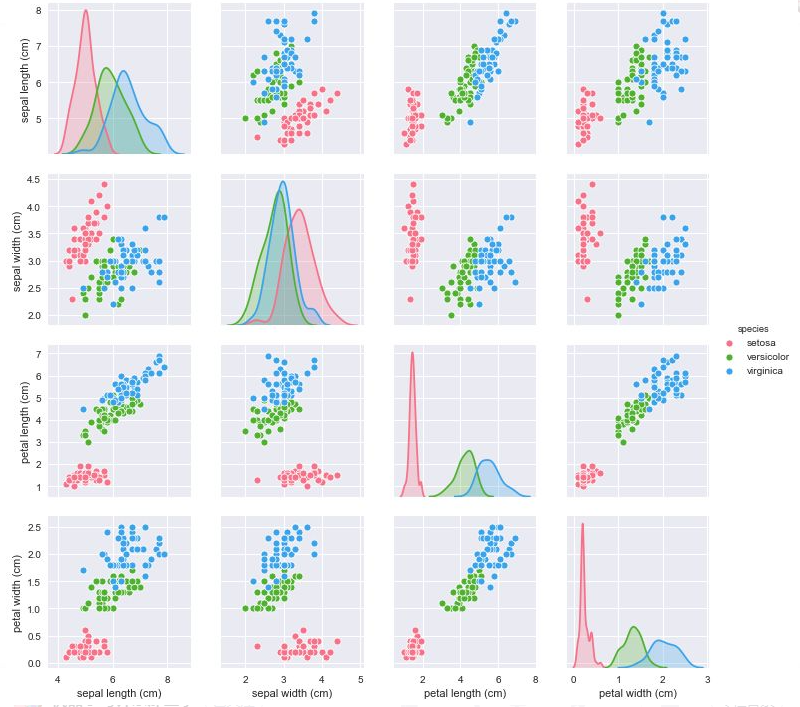 8
7
6
5
sepal length (cm)
4.5
4.0
3.5
3.0
2.5
2.0
sepal width (cm)
species
setosa
versicolor
virginica
7
6
5
4
3
2
1
petal length (cm)
2.5
2.0
1.5
1.0
0.5
0.0
petal width (cm)
4 6 8
sepal length (cm)
2 3 4 5
sepal width (cm)
2 4 6 8
petal length (cm)
0 1 2 3
petal width (cm)